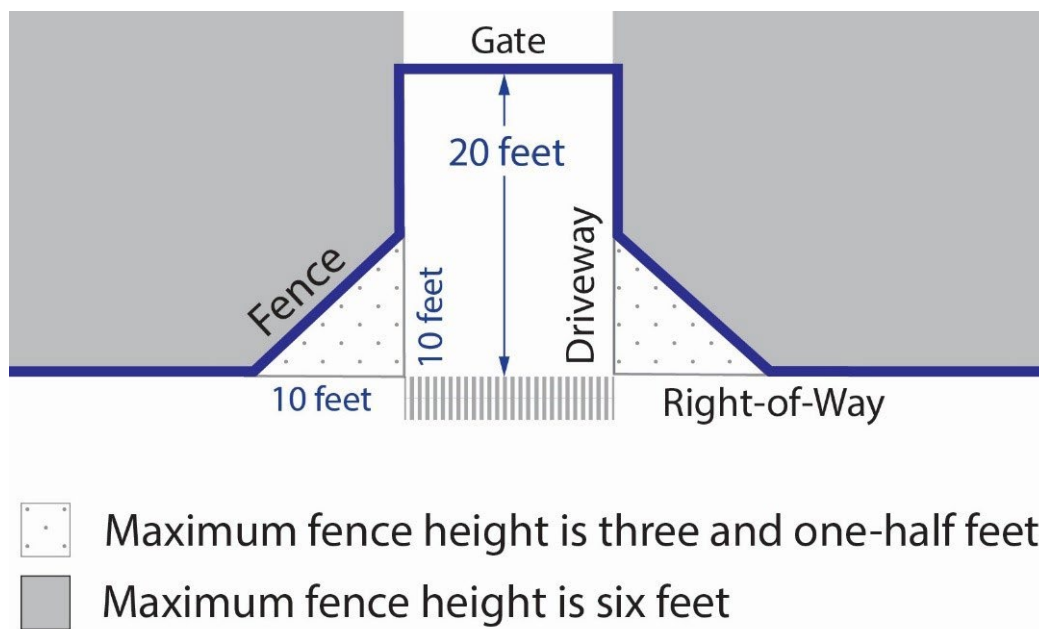 Gate
20 feet
Fence
10 feet
Driveway
10 feet
Right-of-Way
Maximum fence height is three and one-half feet
Maximum fence height is six feet